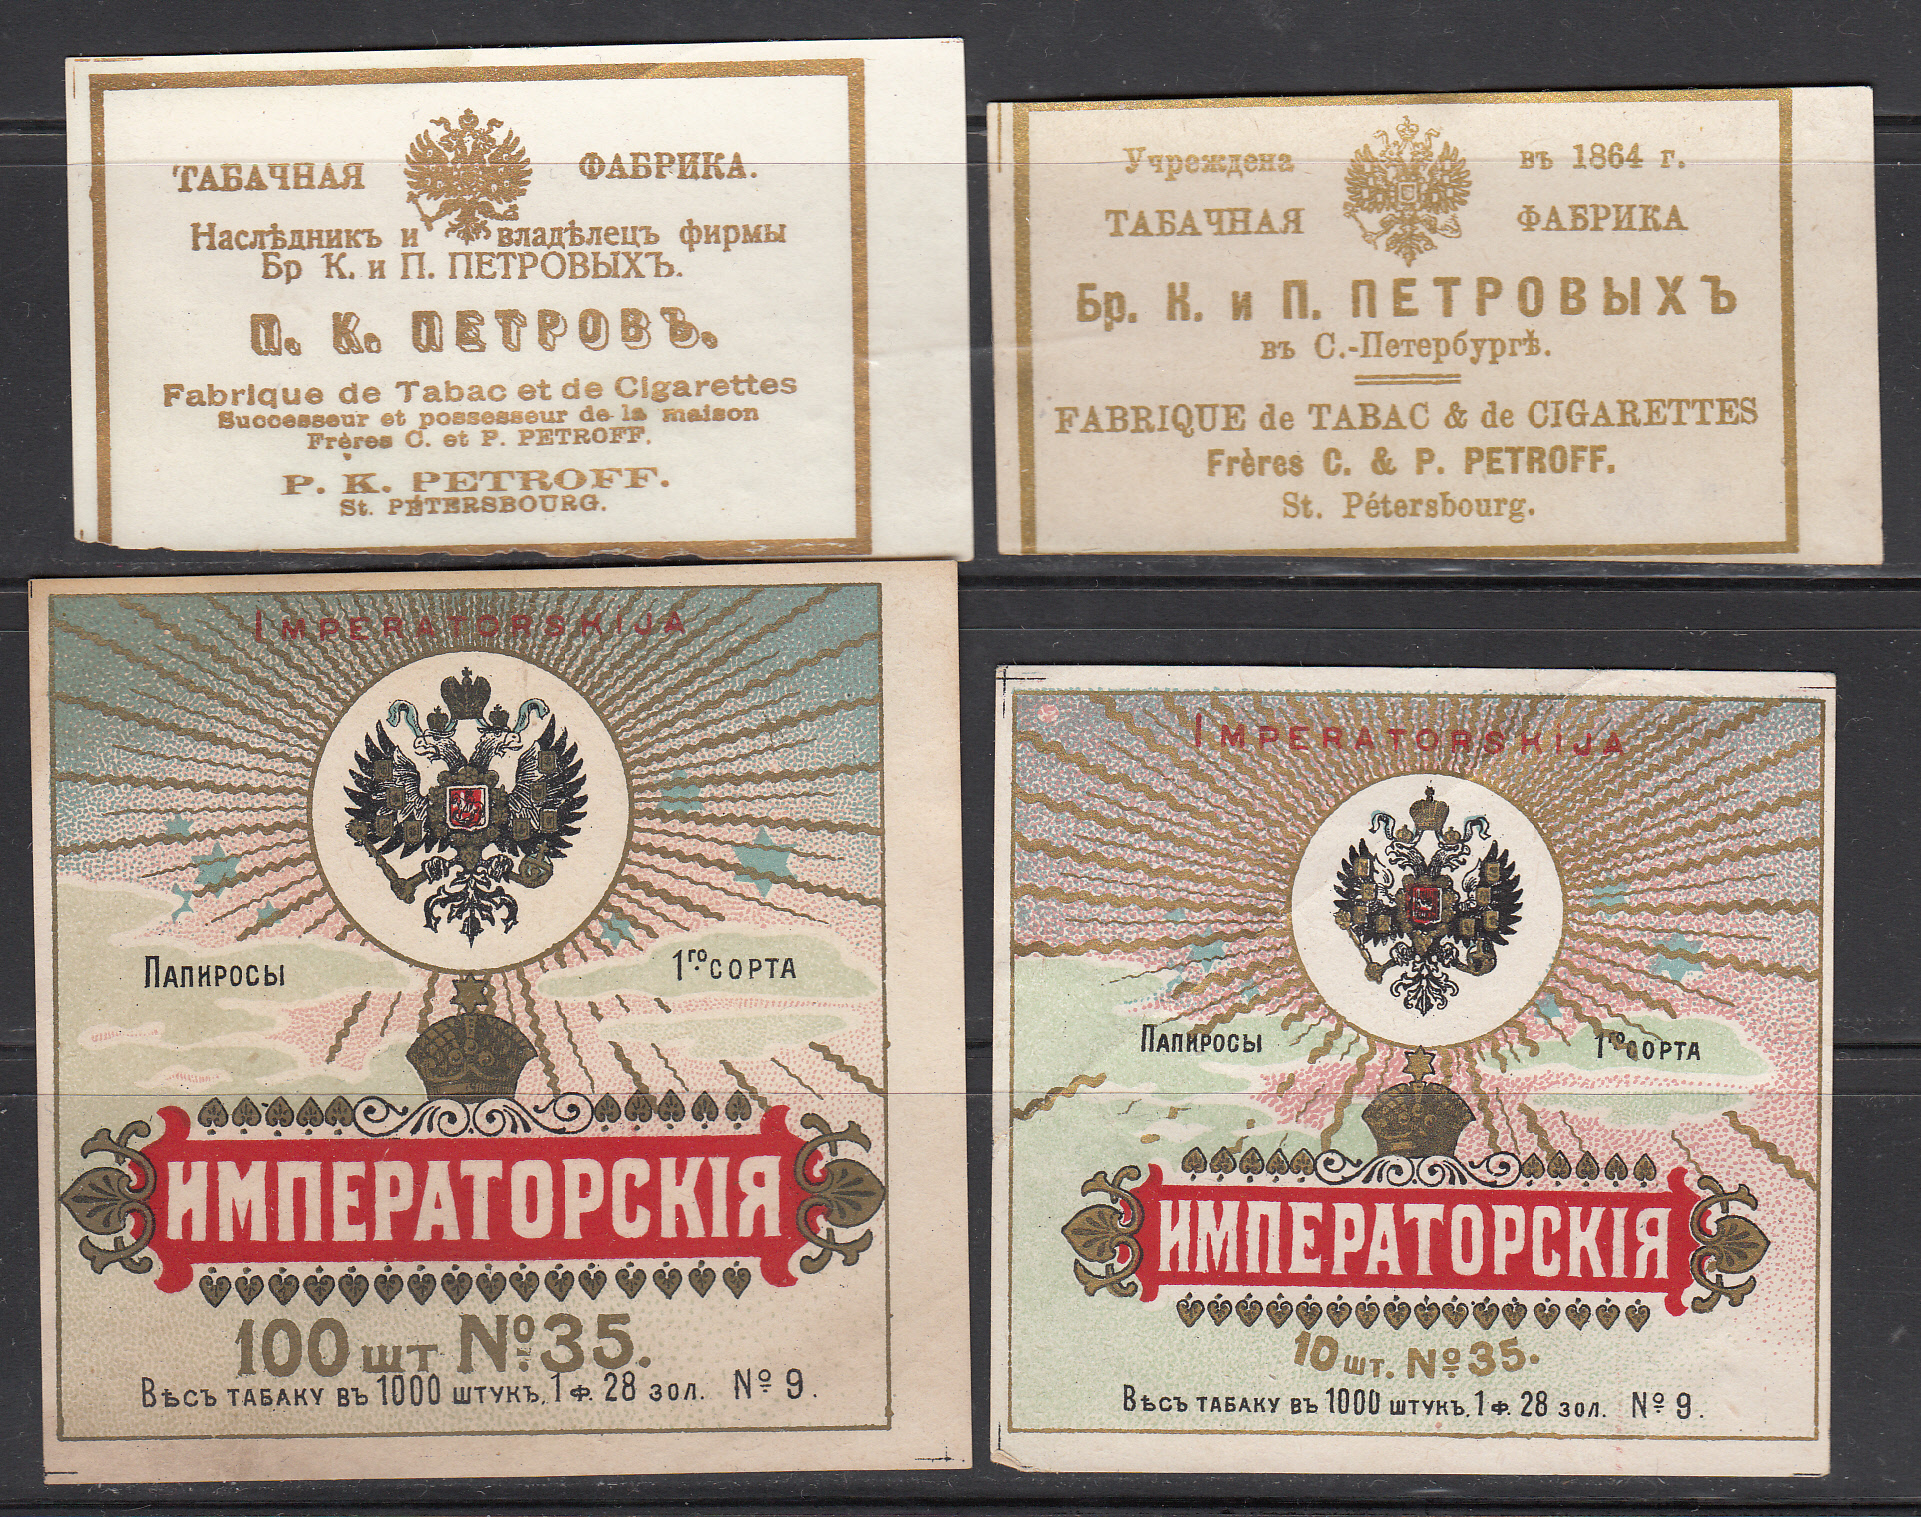 ТАБАЧНАЯ ФАБРИКА.
Наслѣдникъ и владѣлецъ фирмы
Бр К. и П. ПЕТРОВЫХЪ.
П. К. ПЕТРОВЪ.
Fabrique de Tabac et de Cigarettes
Successeur et possesseur de la maison
Frères C. et P. PETROFF.
P. K. PETROFF.
St. PÉTERSBOURG.
Учреждена въ 1864 г.
ТАБАЧНАЯ ФАБРИКА
Бр. К. и П. ПЕТРОВЫХЪ
въ С.-Петербургѣ.
FABRIQUE de TABAC & de CIGARETTES
Frères C. & P. PETROFF.
St. Pétersbourg.
IMPERATORSKIJA
Папиросы 1го сорта
ИМПЕРАТОРСКІЯ
100 шт № 35.
Вѣсъ табаку въ 1000 штукъ. 1 ф. 28 зол. № 9.
IMPERATORSKIJA
Папиросы 1го сорта
ИМПЕРАТОРСКІЯ
10 шт. № 35.
Вѣсъ табаку въ 1000 штукъ. 1 ф. 28 зол. № 9.